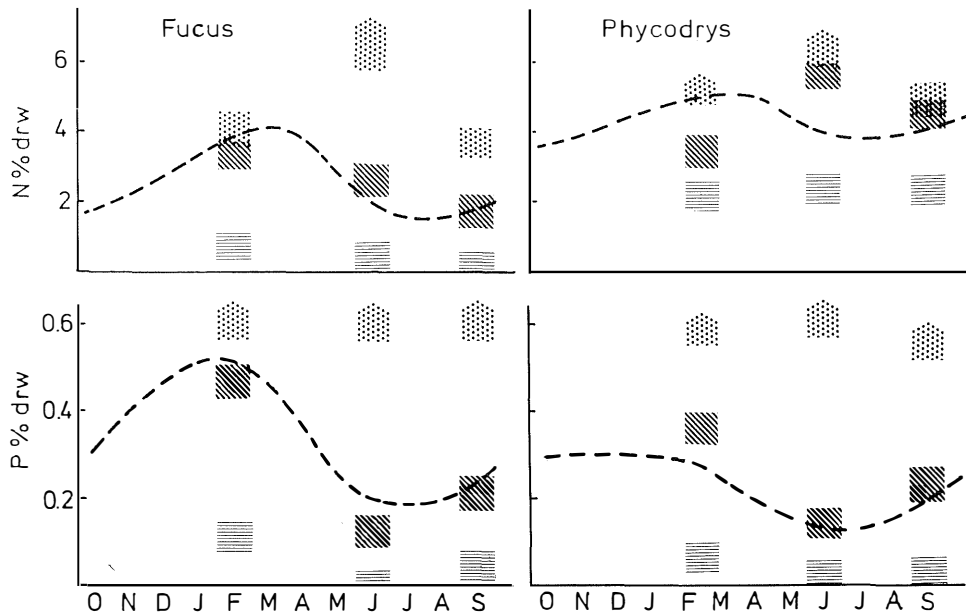 Fucus
Phycodrys
N % drw
6
4
2
P % drw
0.6
0.4
0.2
O N D J F M A M J J A S
O N D J F M A M J J A S